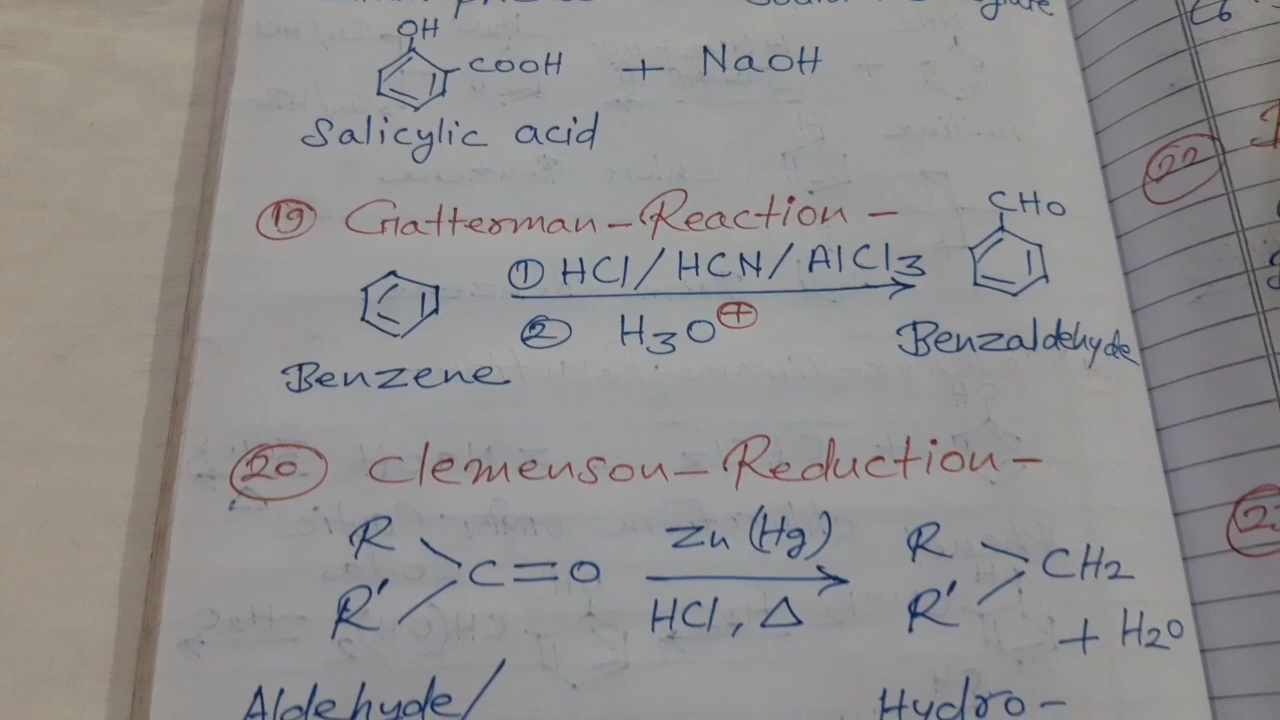 OH
COOH + NaOH
Salicylic acid
19 Gatterman-Reaction-
CHO
① HCl/HCN/AlCl3
② H3O⊕
Benzaldehyde
Benzene
20 Clemenson-Reduction-
R R' C=O Zn (Hg) HCl, Δ R R' CH2
+ H2O
Aldehyde/ Hydro-
22